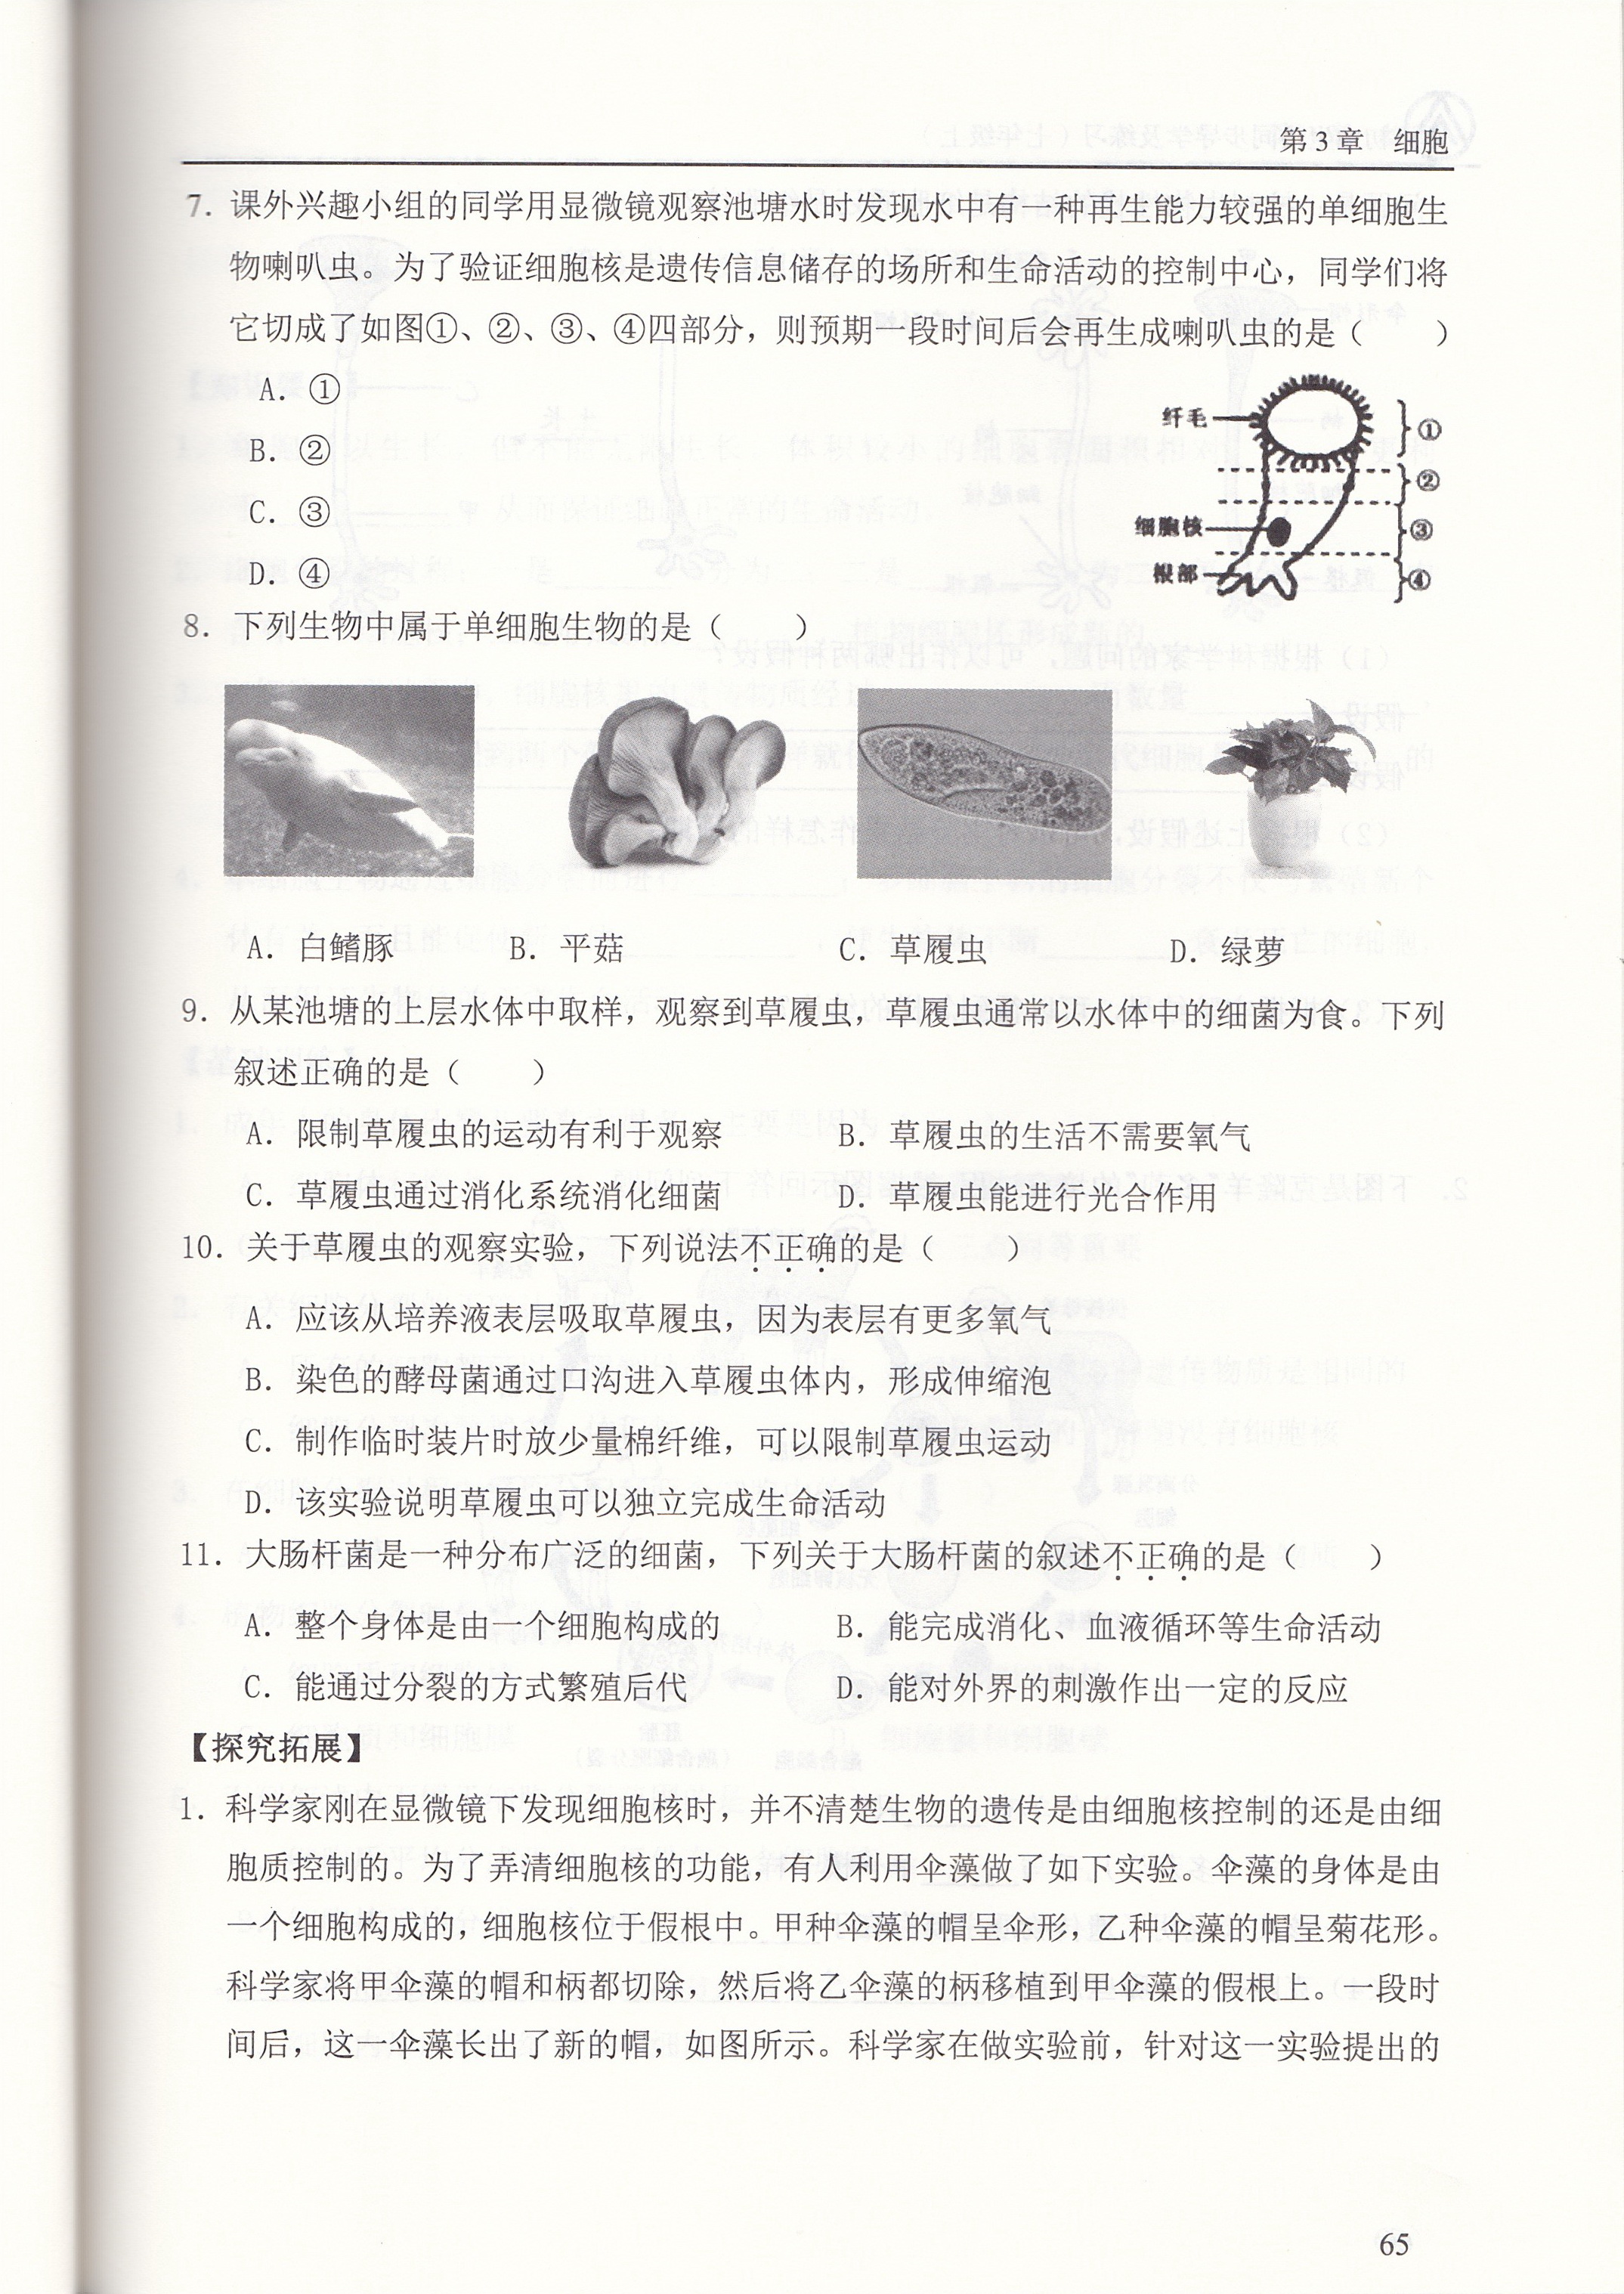 第 3 章　细胞
7. 课外兴趣小组的同学用显微镜观察池塘水时发现水中有一种再生能力较强的单细胞生
物喇叭虫。为了验证细胞核是遗传信息储存的场所和生命活动的控制中心，同学们将
它切成了如图①、②、③、④四部分，则预期一段时间后会再生成喇叭虫的是（　　）
A. ①
B. ②
C. ③
D. ④
纤毛
细胞核
根部
①
②
③
④
8. 下列生物中属于单细胞生物的是（　　）
A. 白鳍豚　B. 平菇　C. 草履虫　D. 绿萝
9. 从某池塘的上层水体中取样，观察到草履虫，草履虫通常以水体中的细菌为食。下列
叙述正确的是（　　）
A. 限制草履虫的运动有利于观察　B. 草履虫的生活不需要氧气
C. 草履虫通过消化系统消化细菌　D. 草履虫能进行光合作用
10. 关于草履虫的观察实验，下列说法不正确的是（　　）
A. 应该从培养液表层吸取草履虫，因为表层有更多氧气
B. 染色的酵母菌通过口沟进入草履虫体内，形成伸缩泡
C. 制作临时装片时放少量棉纤维，可以限制草履虫运动
D. 该实验说明草履虫可以独立完成生命活动
11. 大肠杆菌是一种分布广泛的细菌，下列关于大肠杆菌的叙述不正确的是（　　）
A. 整个身体是由一个细胞构成的　B. 能完成消化、血液循环等生命活动
C. 能通过分裂的方式繁殖后代　D. 能对外界的刺激作出一定的反应
【探究拓展】
1. 科学家刚在显微镜下发现细胞核时，并不清楚生物的遗传是由细胞核控制的还是由细
胞质控制的。为了弄清细胞核的功能，有人利用伞藻做了如下实验。伞藻的身体是由
一个细胞构成的，细胞核位于假根中。甲种伞藻的帽呈伞形，乙种伞藻的帽呈菊花形。
科学家将甲伞藻的帽和柄都切除，然后将乙伞藻的柄移植到甲伞藻的假根上。一段时
间后，这一伞藻长出了新的帽，如图所示。科学家在做实验前，针对这一实验提出的
65